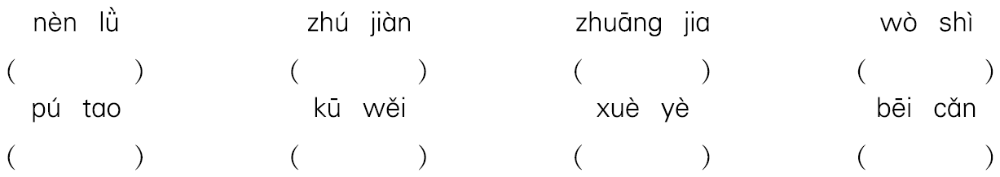 nèn lǜ zhú jiàn zhuāng jia wò shì
( ) ( ) ( ) ( )
pú tao kū wěi xuè yè bēi cǎn
( ) ( ) ( ) ( )